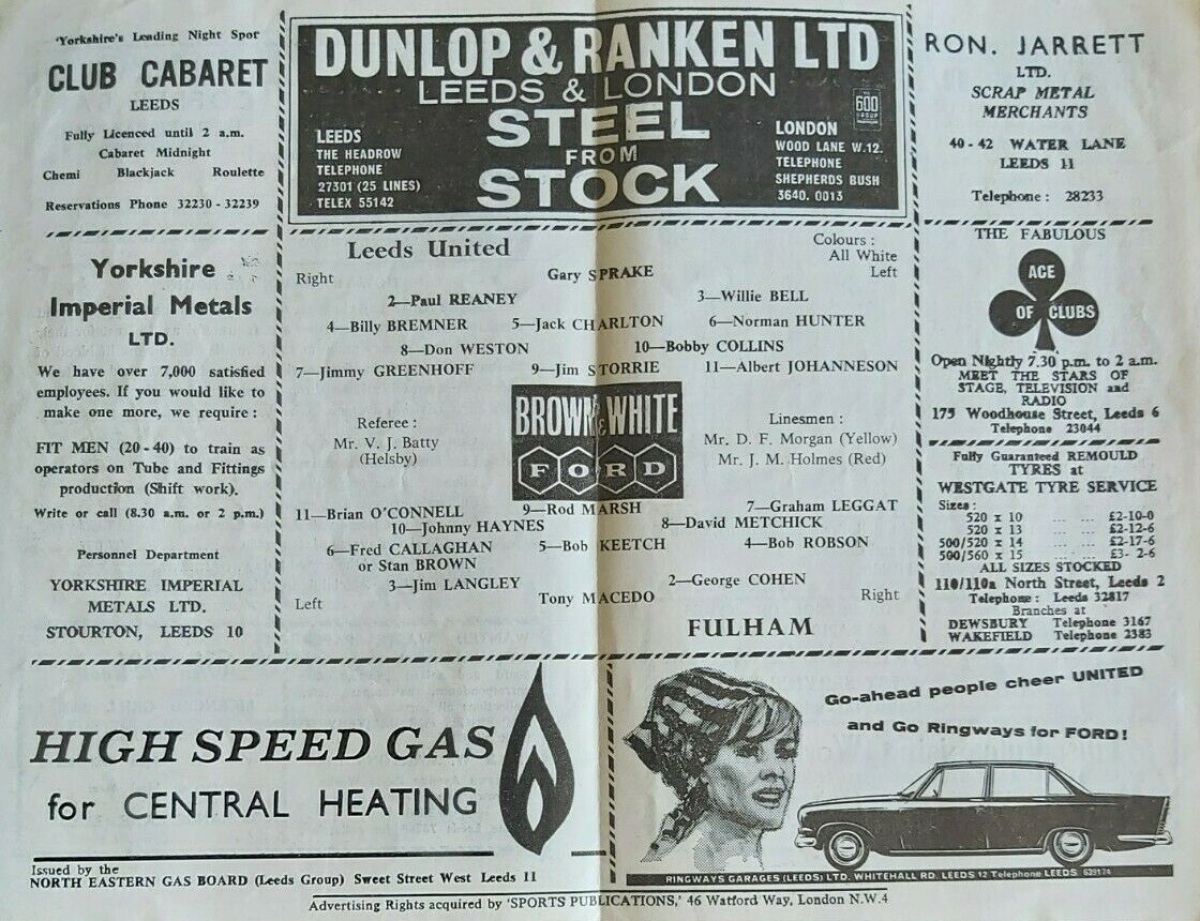 'Yorkshire's Leading Night Spot
CLUB CABARET
LEEDS
Fully Licenced until 2 a.m.
Cabaret Midnight
Chemi Blackjack Roulette
Reservations Phone 32230 - 32239
DUNLOP & RANKEN LTD
LEEDS & LONDON
STEEL
FROM
STOCK
LEEDS
THE HEADROW
TELEPHONE
27301 (25 LINES)
TELEX 55142
600
GROUP
LONDON
WOOD LANE W.12.
TELEPHONE
SHEPHERDS BUSH
3640. 0013
RON. JARRETT
LTD.
SCRAP METAL
MERCHANTS
40 - 42 WATER LANE
LEEDS 11
Telephone : 28233
Yorkshire
Imperial Metals
LTD.
We have over 7,000 satisfied
employees. If you would like to
make one more, we require :
FIT MEN (20 - 40) to train as
operators on Tube and Fittings
production (Shift work).
Write or call (8.30 a.m. or 2 p.m.)
Personnel Department
YORKSHIRE IMPERIAL
METALS LTD.
STOURTON, LEEDS 10
Leeds United
Colours :
All White
Right
Gary SPRAKE
Left
2—Paul REANEY
3—Willie BELL
4—Billy BREMNER
5—Jack CHARLTON
6—Norman HUNTER
8—Don WESTON
10—Bobby COLLINS
7—Jimmy GREENHOFF
9—Jim STORRIE
11—Albert JOHANNESON
Referee :
Mr. V. J. Batty
(Helsby)
BROWN & WHITE
FORD
Linesmen :
Mr. D. F. Morgan (Yellow)
Mr. J. M. Holmes (Red)
11—Brian O'CONNELL
9—Rod MARSH
7—Graham LEGGAT
10—Johnny HAYNES
8—David METCHICK
6—Fred CALLAGHAN
or Stan BROWN
5—Bob KEETCH
4—Bob ROBSON
3—Jim LANGLEY
2—George COHEN
Left
Tony MACEDO
Right
FULHAM
THE FABULOUS
ACE
OF CLUBS
Open Nightly 7.30 p.m. to 2 a.m.
MEET THE STARS OF
STAGE, TELEVISION and
RADIO
175 Woodhouse Street, Leeds 6
Telephone 23044
Fully Guaranteed REMOULD
TYRES at
WESTGATE TYRE SERVICE
Sizes :
520 x 10 ... ... £2-10-0
520 x 13 ... ... £2-12-6
500/520 x 14 ... ... £2-17-6
500/560 x 15 ... ... £3- 2-6
ALL SIZES STOCKED
110/110a North Street, Leeds 2
Telephone : Leeds 32817
Branches at
DEWSBURY Telephone 3167
WAKEFIELD Telephone 2383
HIGH SPEED GAS
for CENTRAL HEATING
Issued by the
NORTH EASTERN GAS BOARD (Leeds Group) Sweet Street West Leeds 11
Go-ahead people cheer UNITED
and Go Ringways for FORD!
RINGWAYS GARAGES (LEEDS) LTD. WHITEHALL RD. LEEDS 12 Telephone LEEDS
Advertising Rights acquired by 'SPORTS PUBLICATIONS,' 46 Watford Way, London N.W.4